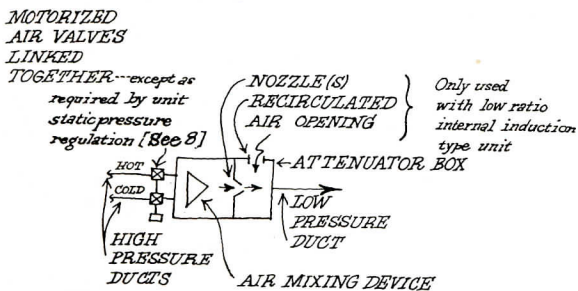 MOTORIZED
AIR VALVES
LINKED
TOGETHER---except as
required by unit
static pressure
regulation [See 8]
NOZZLE(S)
RECIRCULATED
AIR OPENING
Only used
with low ratio
internal induction
type unit
ATTENUATOR BOX
HOT
COLD
LOW
PRESSURE
DUCT
HIGH
PRESSURE
DUCTS
AIR MIXING DEVICE